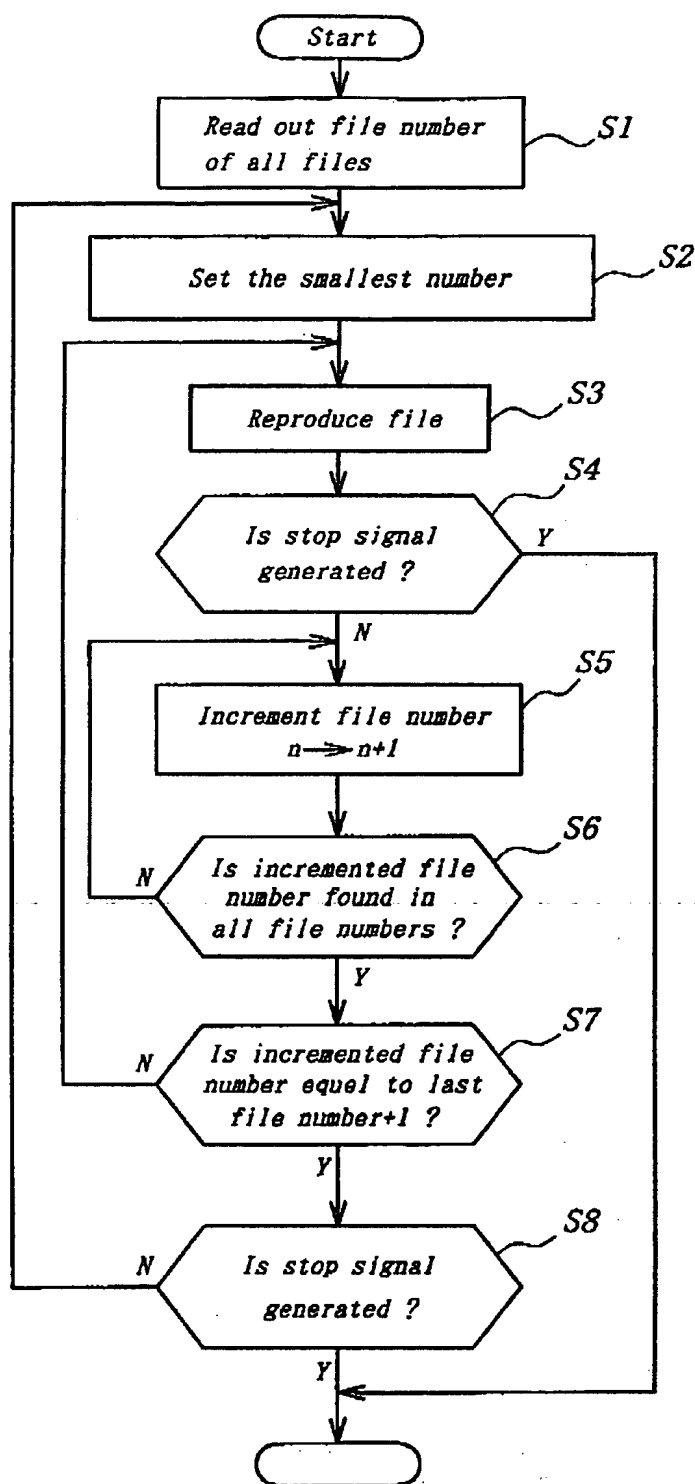 Start
Read out file number
of all files
S1
Set the smallest number
S2
Reproduce file
S3
Is stop signal
generated ?
S4
Y
N
Increment file number
n→n+1
S5
Is incremented file
number found in
all file numbers ?
S6
N
Y
Is incremented file
number equel to last
file number+1 ?
S7
N
Y
Is stop signal
generated ?
S8
N
Y